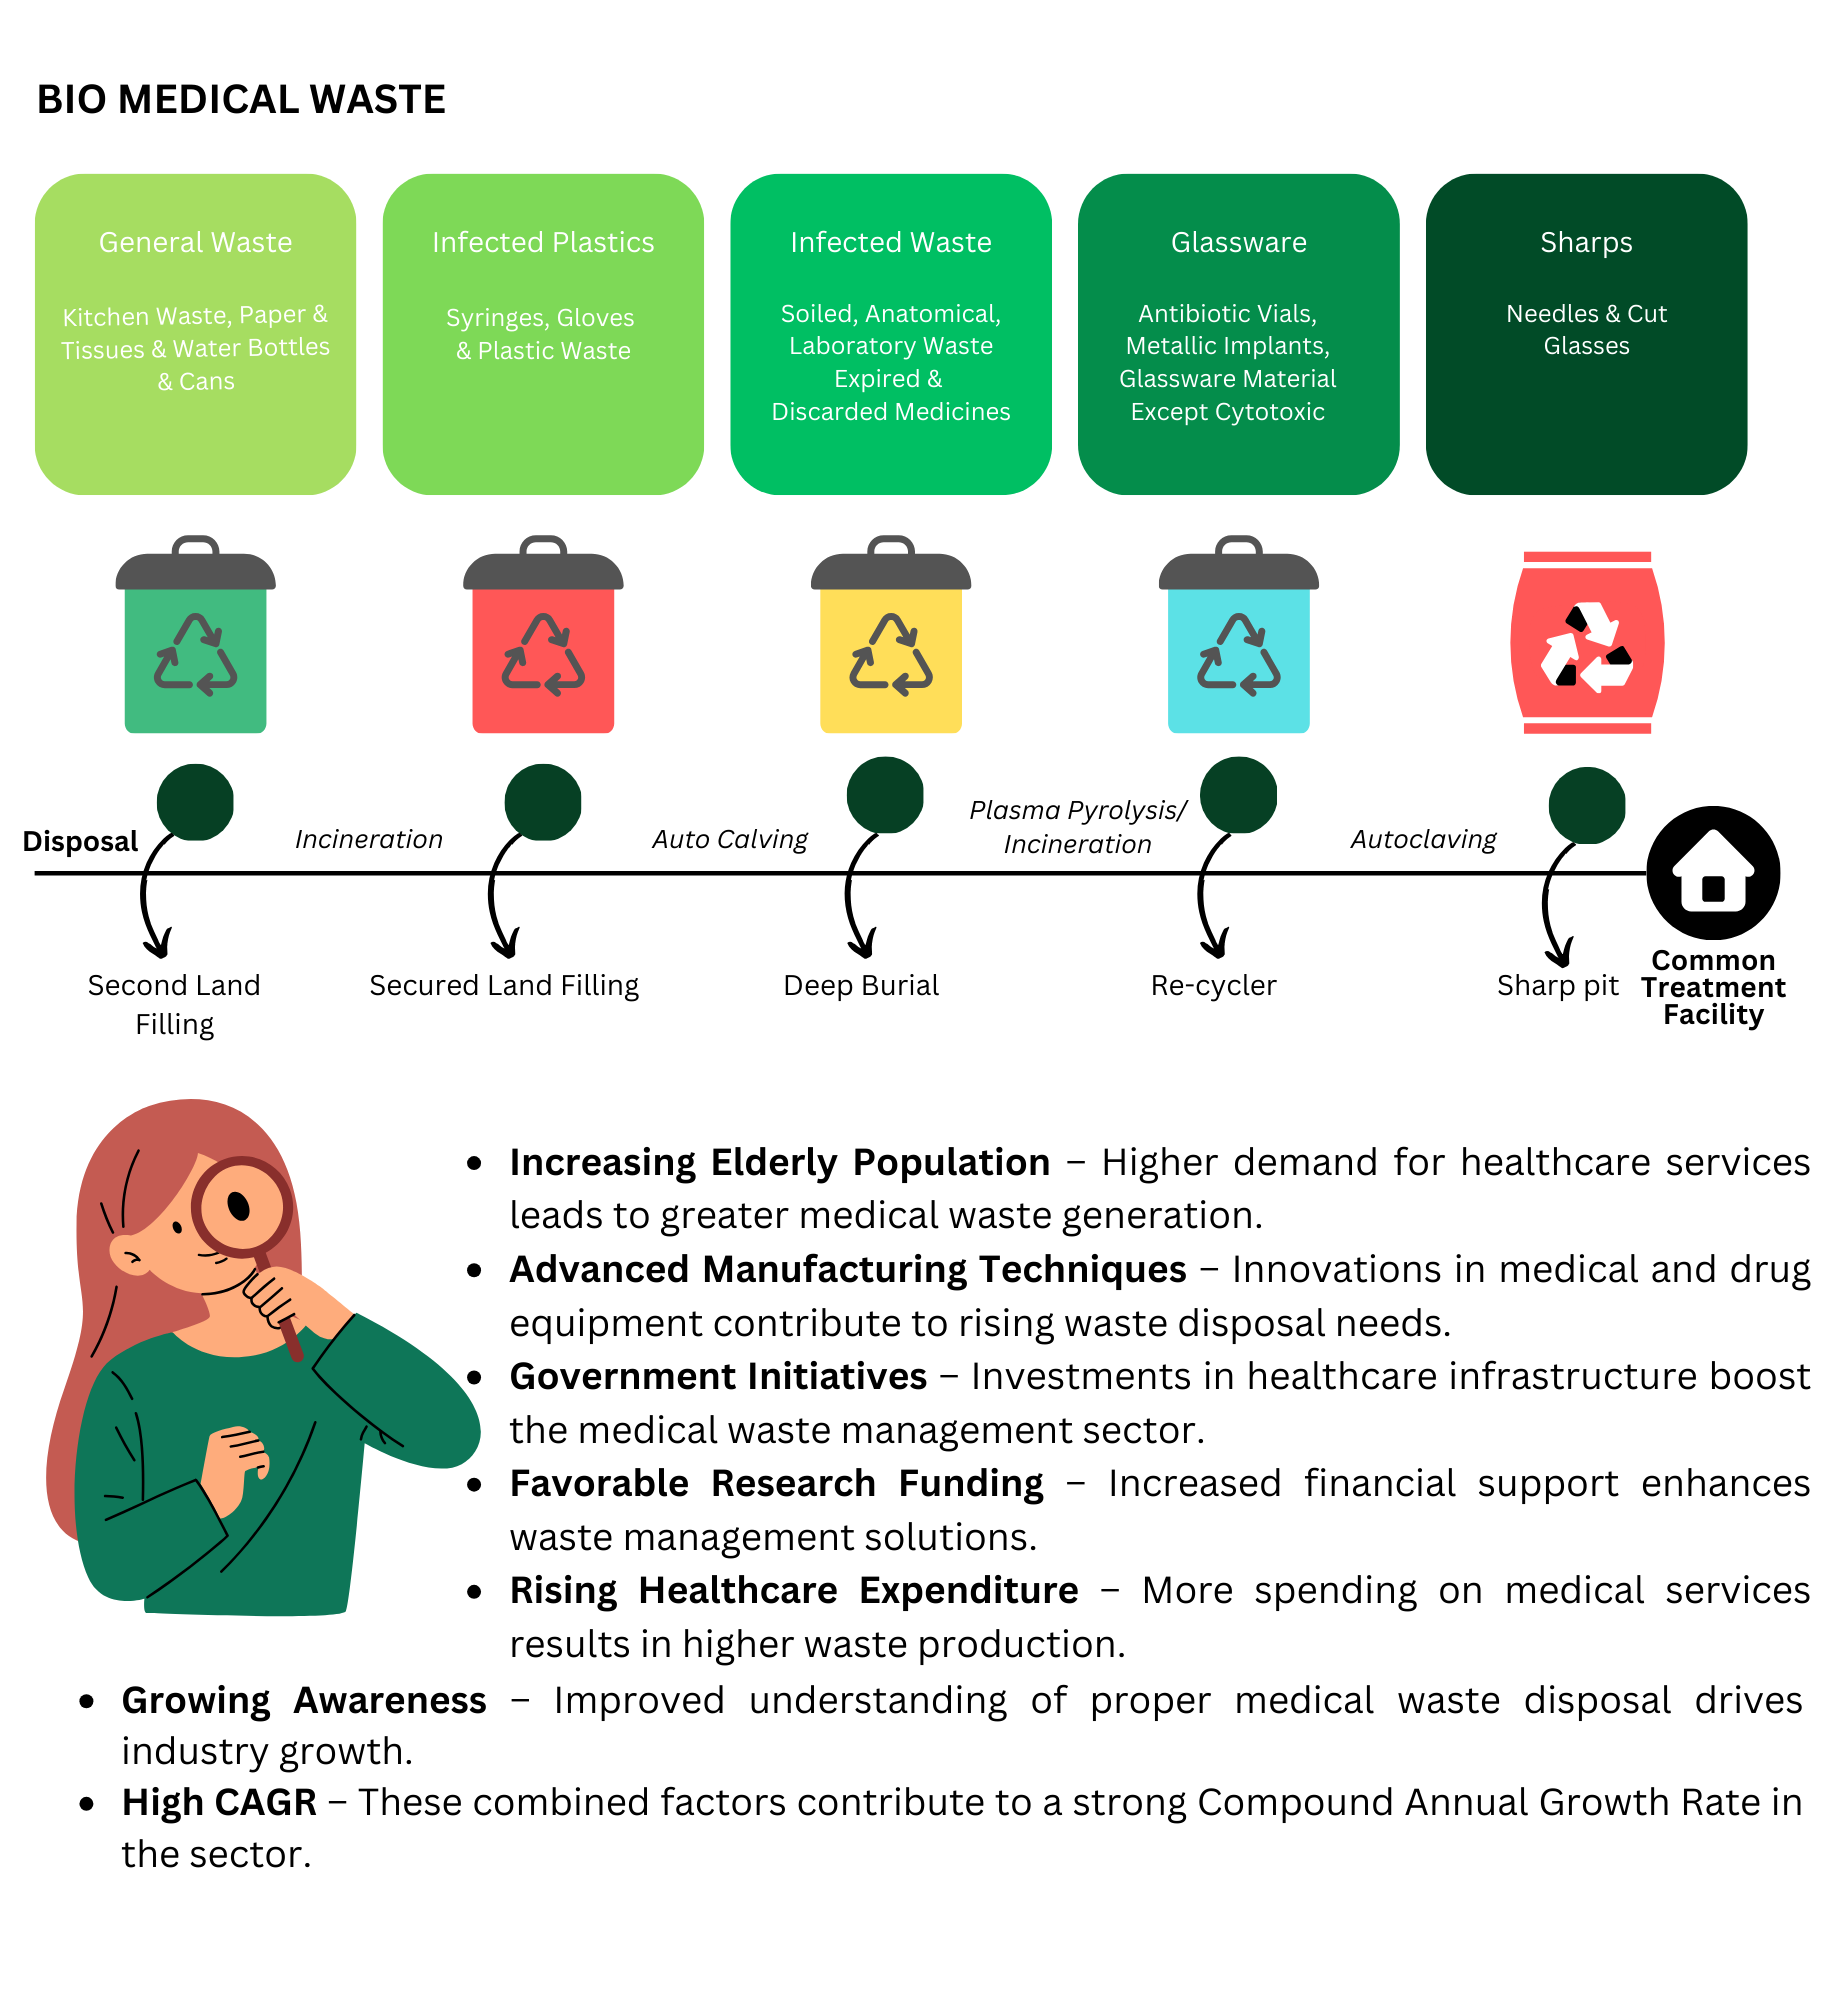 BIO MEDICAL WASTE
General Waste
Kitchen Waste, Paper &
Tissues & Water Bottles
& Cans
Infected Plastics
Syringes, Gloves
& Plastic Waste
Infected Waste
Soiled, Anatomical,
Laboratory Waste
Expired &
Discarded Medicines
Glassware
Antibiotic Vials,
Metallic Implants,
Glassware Material
Except Cytotoxic
Sharps
Needles & Cut
Glasses
Disposal
Incineration
Auto Calving
Plasma Pyrolysis/
Incineration
Autoclaving
Second Land
Filling
Secured Land Filling
Deep Burial
Re-cycler
Sharp pit
Common
Treatment
Facility
• Increasing Elderly Population – Higher demand for healthcare services
leads to greater medical waste generation.
• Advanced Manufacturing Techniques – Innovations in medical and drug
equipment contribute to rising waste disposal needs.
• Government Initiatives – Investments in healthcare infrastructure boost
the medical waste management sector.
• Favorable Research Funding – Increased financial support enhances
waste management solutions.
• Rising Healthcare Expenditure – More spending on medical services
results in higher waste production.
• Growing Awareness – Improved understanding of proper medical waste disposal drives
industry growth.
• High CAGR – These combined factors contribute to a strong Compound Annual Growth Rate in
the sector.